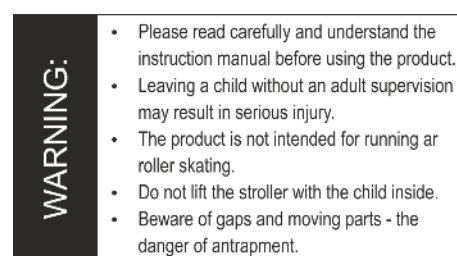 WARNING:
• Please read carefully and understand the
instruction manual before using the product.
• Leaving a child without an adult supervision
may result in serious injury.
• The product is not intended for running ar
roller skating.
• Do not lift the stroller with the child inside.
• Beware of gaps and moving parts - the
danger of antrapment.